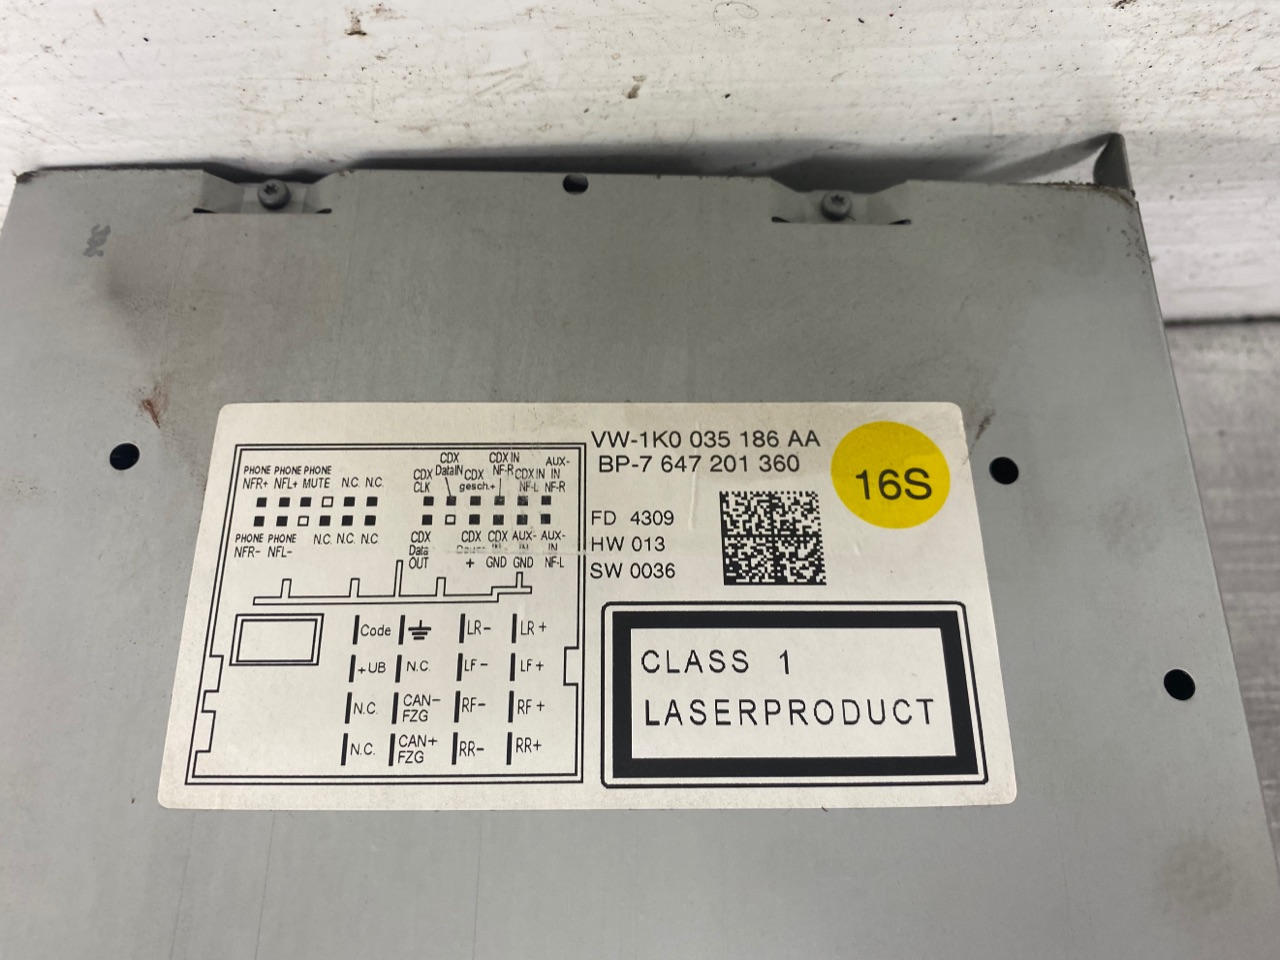 VW-1K0 035 186 AA
BP-7 647 201 360
16S
FD 4309
HW 013
SW 0036
PHONE PHONE PHONE
NFR+ NFL+ MUTE N.C. N.C.
PHONE PHONE N.C. N.C. N.C.
NFR- NFL-
CDX CLK
CDX DataIN
CDX gesch.+
CDX IN NF-R
CDX IN NF-L
AUX-IN NF-R
CDX Data OUT
CDX +
CDX GND
AUX-IN GND
AUX-IN NF-L
Code LR- LR+
+UB N.C. LF- LF+
N.C. CAN- FZG RF- RF+
N.C. CAN+ FZG RR- RR+
CLASS 1
LASERPRODUCT